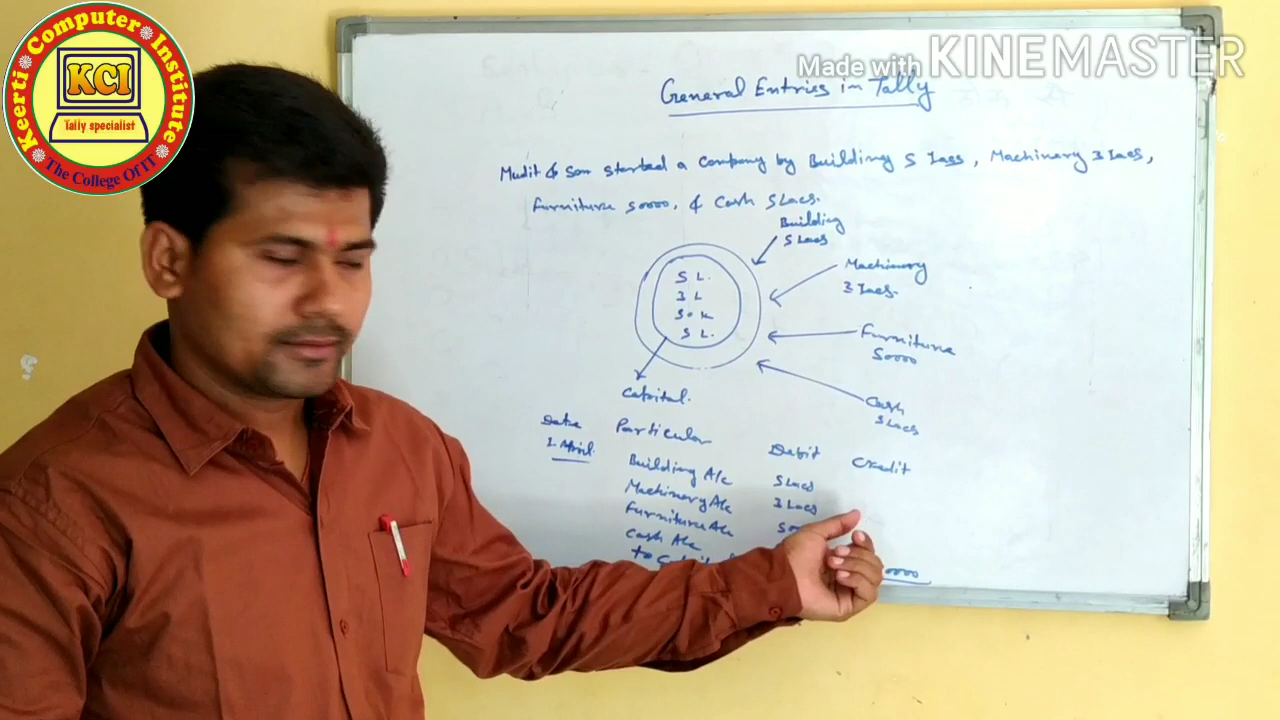 Keerti Computer Institute
KCI
Tally specialist
The College Of IT
Made with KINEMASTER
General Entries in Tally
Mudit & Son started a Company by Building 5 Lacs, Machinery 3 Lacs,
Furniture 50000, & Cash 5 Lacs.
Building
5 Lacs
Machinery
3 Lacs.
Furniture
50000
Cash
5 Lacs
5 L.
3 L
50 K
5 L.
Capital.
Date Particular Debit Credit
1 April.
Building A/c 5 Lacs
Machinery A/c 3 Lacs
Furniture A/c
Cash A/c
to